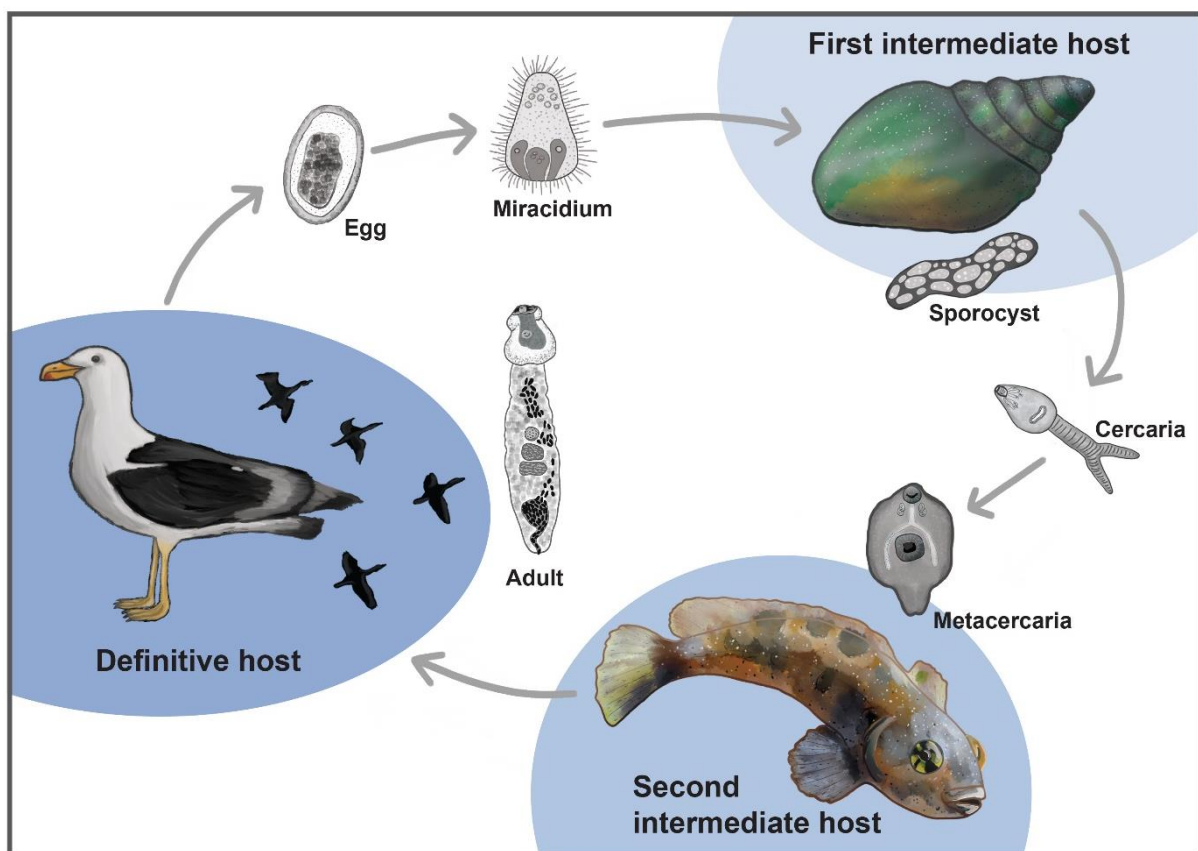 First intermediate host
Egg
Miracidium
Sporocyst
Cercaria
Adult
Metacercaria
Definitive host
Second
intermediate host